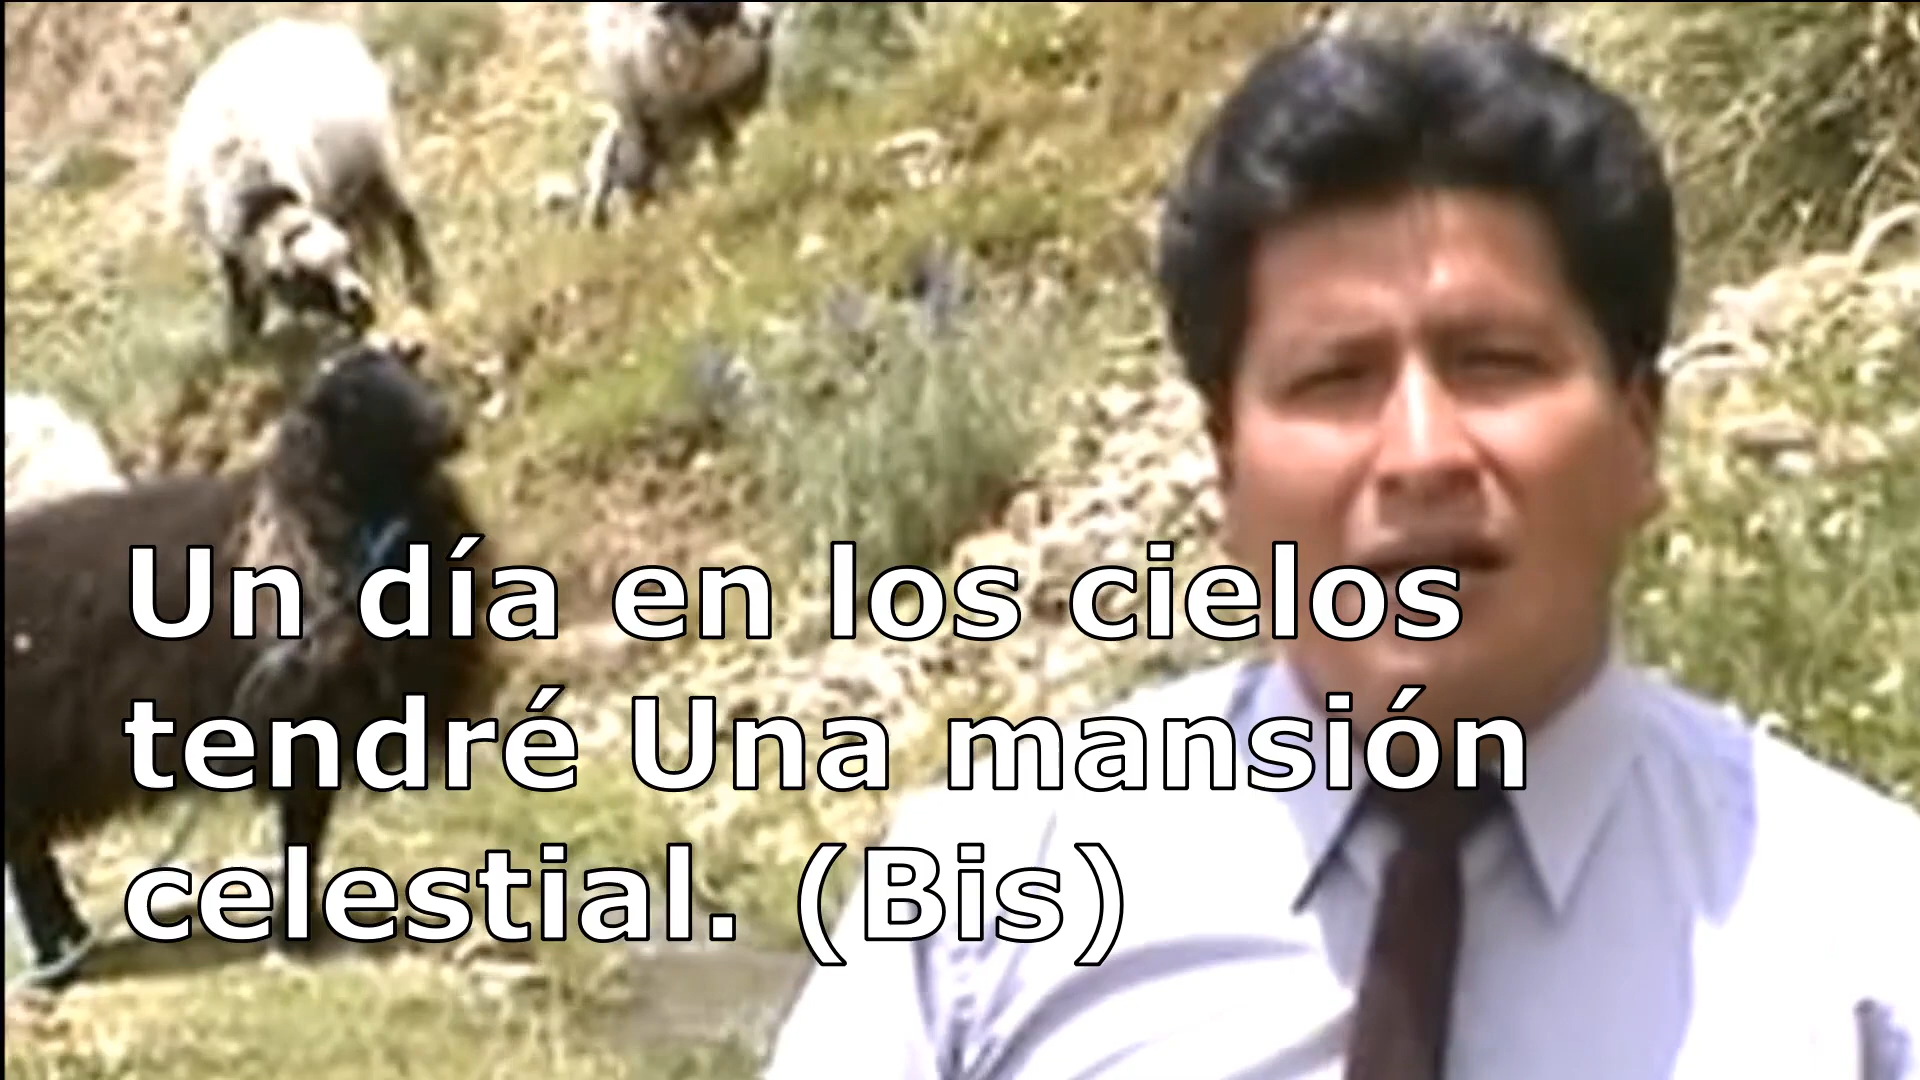 Un día en los cielos
tendré Una mansión
celestial. (Bis)